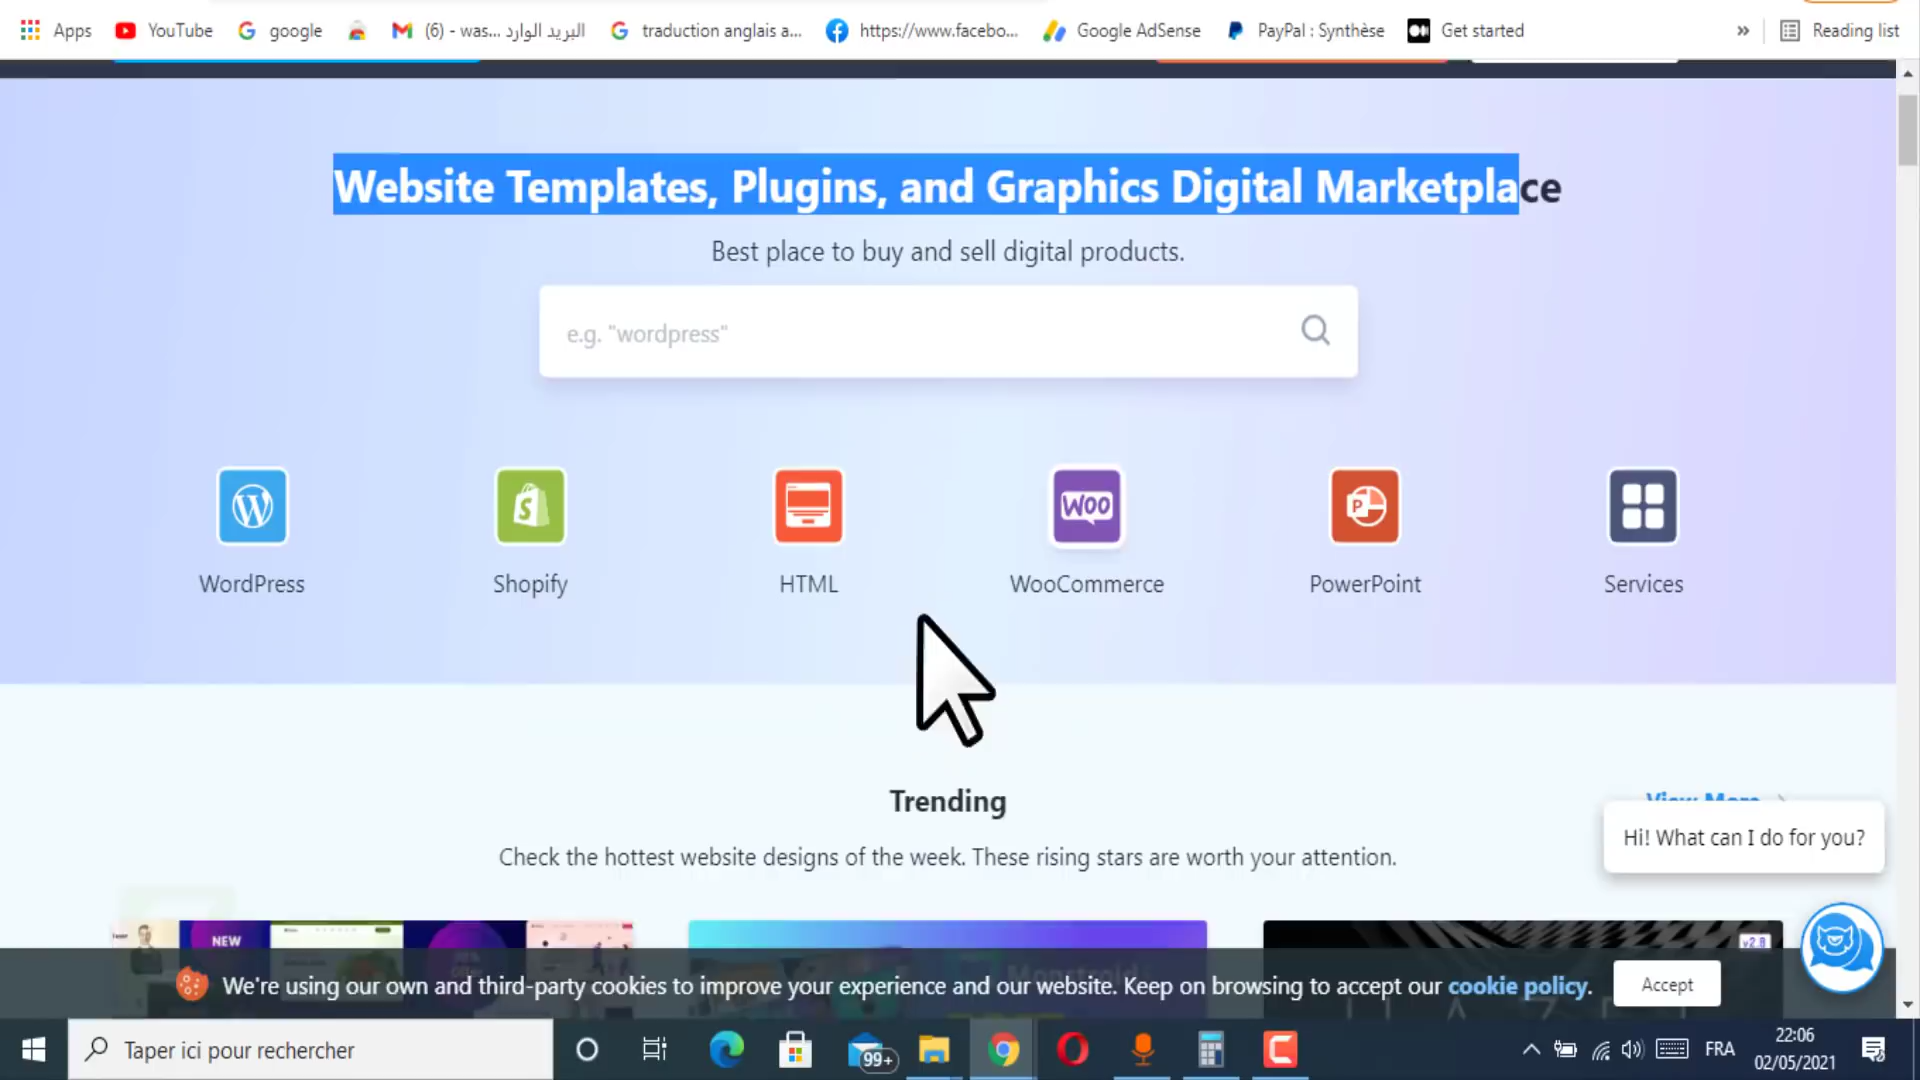 Apps YouTube google (6) - was... البريد الوارد traduction anglais a... https://www.facebo... Google AdSense PayPal : Synthèse Get started » Reading list
Website Templates, Plugins, and Graphics Digital Marketplace
Best place to buy and sell digital products.
e.g. "wordpress"
WOO
WordPress Shopify HTML WooCommerce PowerPoint Services
Trending
View More
Check the hottest website designs of the week. These rising stars are worth your attention.
Hi! What can I do for you?
NEW
v2.8
We're using our own and third-party cookies to improve your experience and our website. Keep on browsing to accept our cookie policy. Accept
Taper ici pour rechercher
99+
FRA
22:06
02/05/2021